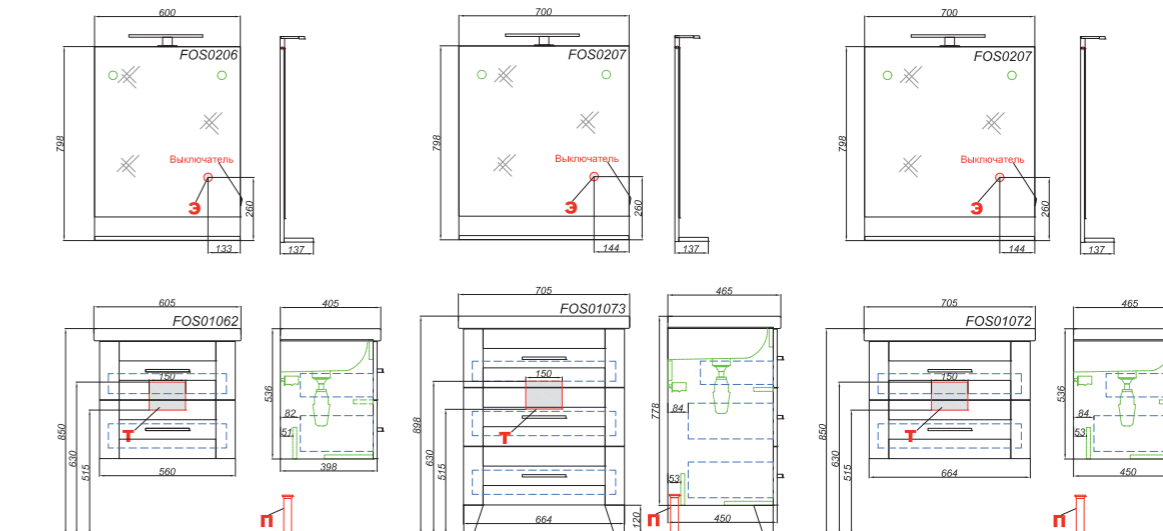 600
FOS0206
798
Выключатель
Э
260
133
137
700
FOS0207
798
Выключатель
Э
260
144
137
700
FOS0207
798
Выключатель
Э
260
144
137
605
FOS01062
150
Т
850
630
515
560
405
536
82
51
398
П
705
FOS01073
150
Т
898
630
515
664
120
465
778
84
53
450
П
705
FOS01072
150
Т
850
630
515
664
465
536
84
53
450
П